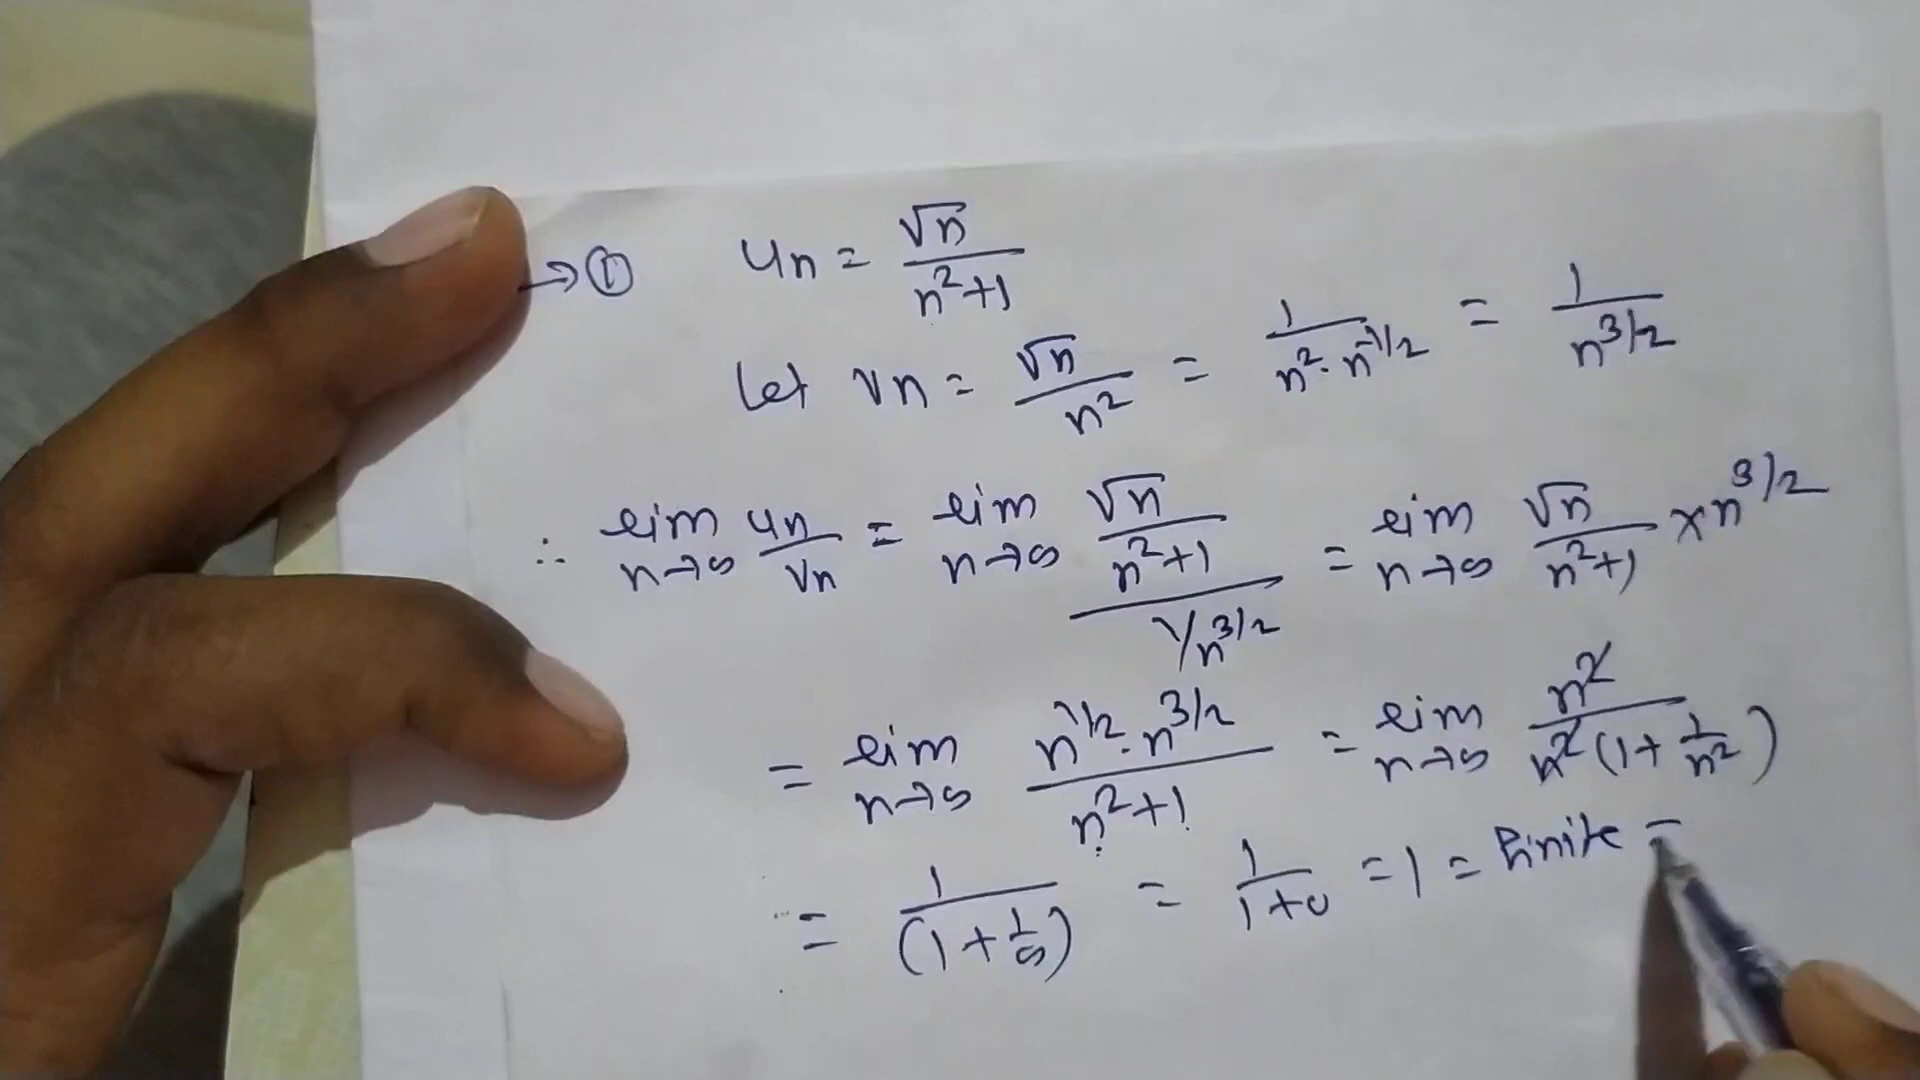 → ① un = √n / n²+1
Let vn = √n / n² = 1 / n².n^-1/2 = 1 / n^3/2
∴ lim n→∞ un/vn = lim n→∞ √n / n²+1 / 1/n^3/2 = lim n→∞ √n / n²+1 × n^3/2
= lim n→∞ n^1/2 . n^3/2 / n²+1 = lim n→∞ n² / n²(1+ 1/n²)
= 1 / (1+ 1/∞) = 1 / 1+0 = 1 = Finite =